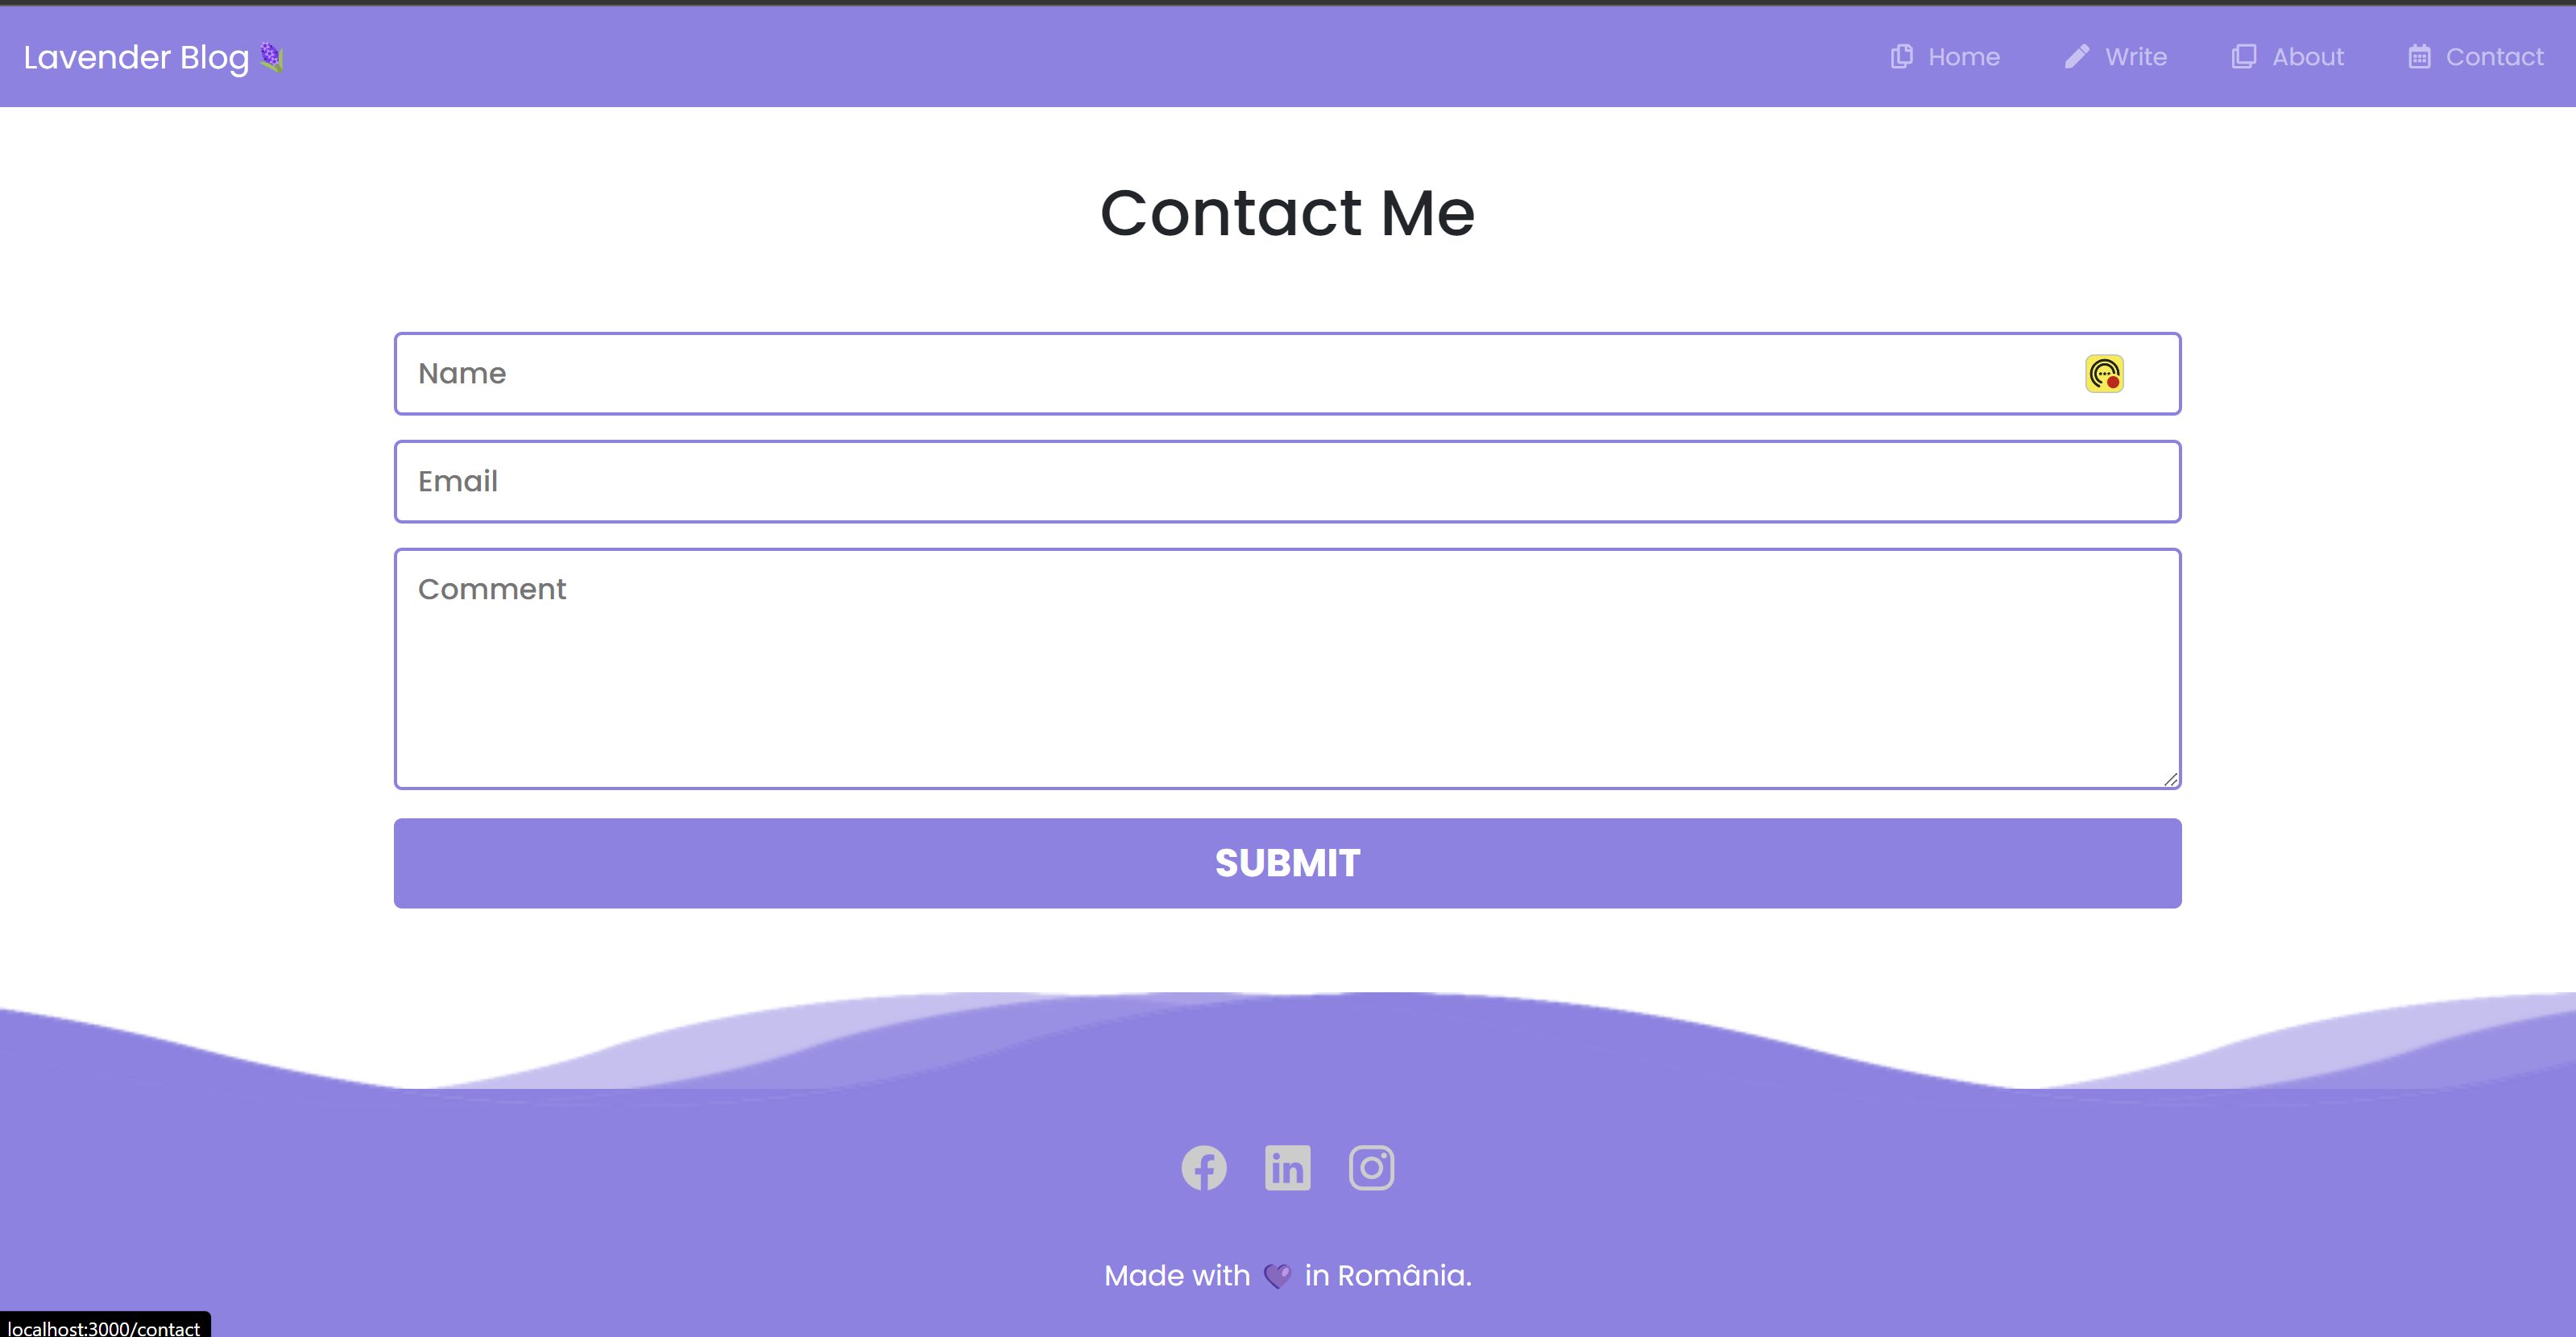 Lavender Blog
Home
Write
About
Contact
Contact Me
Name
Email
Comment
SUBMIT
Made with 💜 in România.
localhost:3000/contact